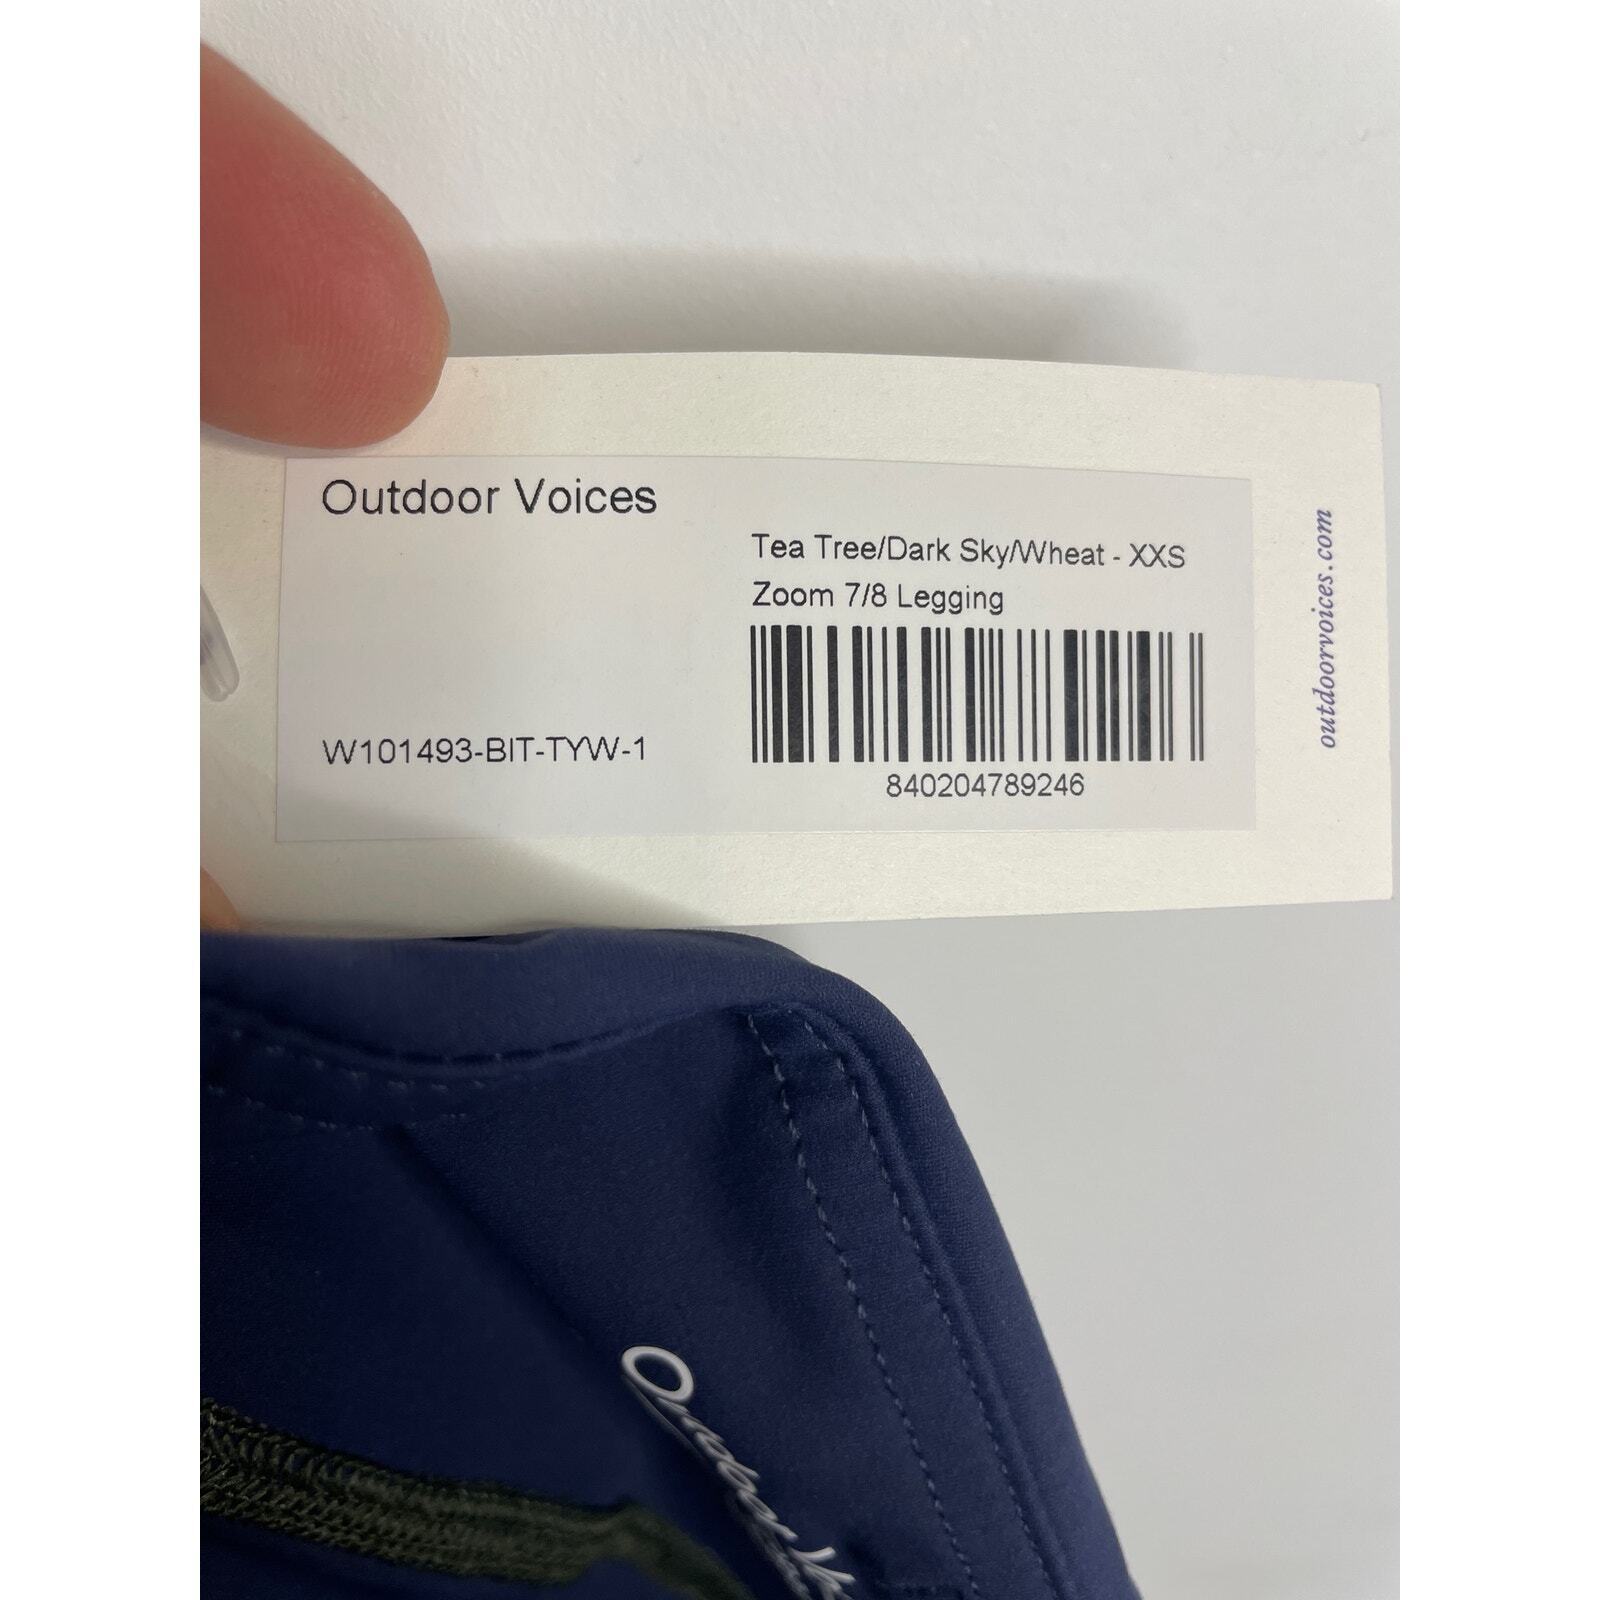 Outdoor Voices
Tea Tree/Dark Sky/Wheat - XXS
Zoom 7/8 Legging
W101493-BIT-TYW-1
840204789246
outdoorvoices.com